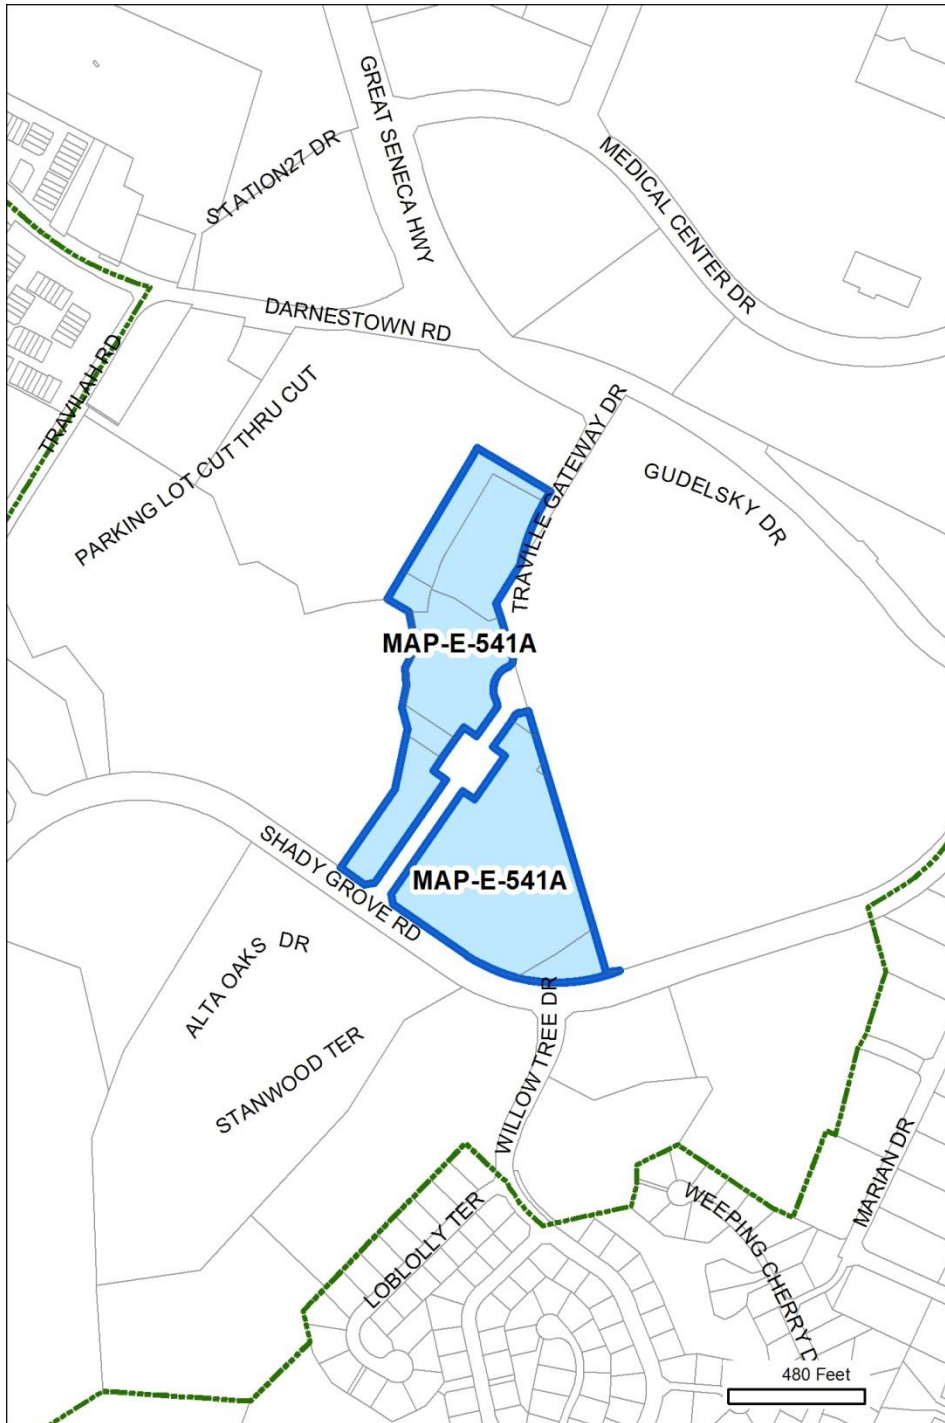 GREAT SENECA HWY
STATION27 DR
MEDICAL CENTER DR
DARNESTOWN RD
TRAVILAH RD
PARKING LOT CUT THRU CUT
TRAVILLE GATEWAY DR
GUDELSKY DR
MAP-E-541A
MAP-E-541A
SHADY GROVE RD
ALTA OAKS DR
STANWOOD TER
WILLOW TREE DR
MARIAN DR
LOBLOLLY TER
WEEPING CHERRY D
480 Feet